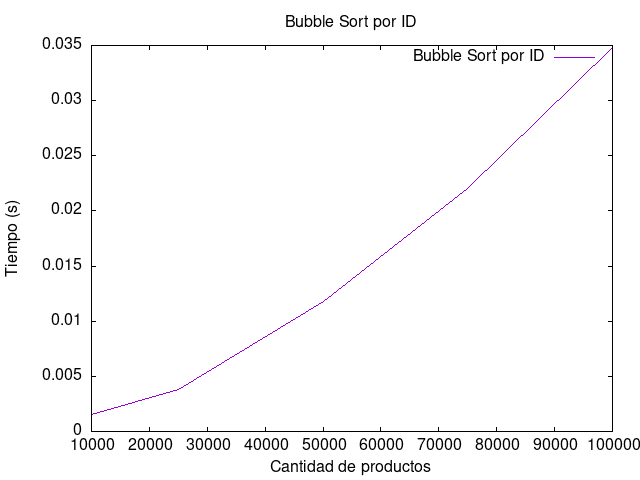 Bubble Sort por ID
Bubble Sort por ID
0.035
0.03
0.025
0.02
0.015
0.01
0.005
0
Tiempo (s)
10000 20000 30000 40000 50000 60000 70000 80000 90000 100000
Cantidad de productos